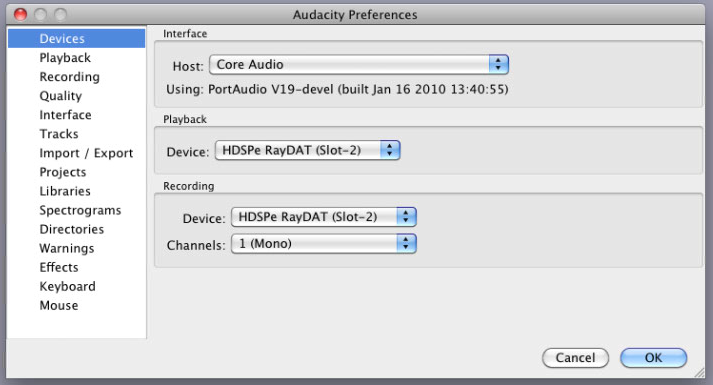 Audacity Preferences
Devices
Playback
Recording
Quality
Interface
Tracks
Import / Export
Projects
Libraries
Spectrograms
Directories
Warnings
Effects
Keyboard
Mouse
Interface
Host: Core Audio
Using: PortAudio V19-devel (built Jan 16 2010 13:40:55)
Playback
Device: HDSPe RayDAT (Slot-2)
Recording
Device: HDSPe RayDAT (Slot-2)
Channels: 1 (Mono)
Cancel OK